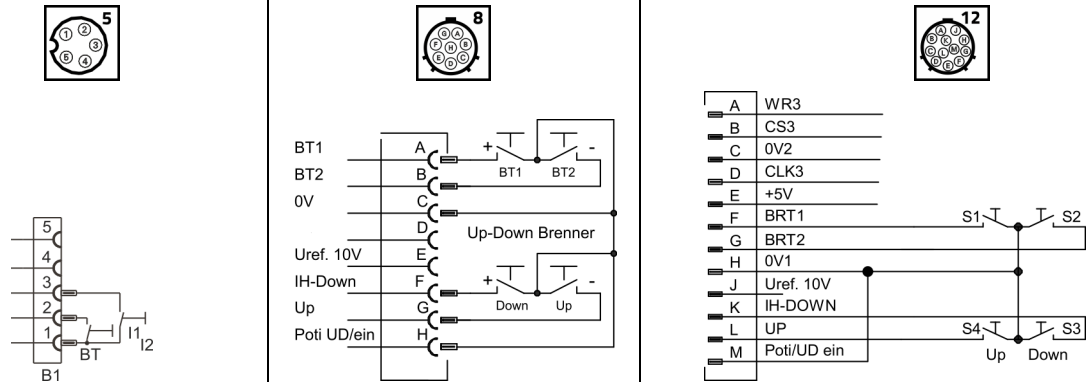 5
1
2
3
4
5
5
4
3
2
1
BT
I1
I2
B1
8
G A
F H B
E C
D
BT1 A
BT2 B
0V C
D
Uref. 10V E
IH-Down F
Up G
Poti UD/ein H
+ -
BT1 BT2
Up-Down Brenner
+ -
Down Up
12
A J
B K H
C L M G
D F
E
A WR3
B CS3
C 0V2
D CLK3
E +5V
F BRT1
G BRT2
H 0V1
J Uref. 10V
K IH-DOWN
L UP
M Poti/UD ein
S1 S2
S4 S3
Up Down